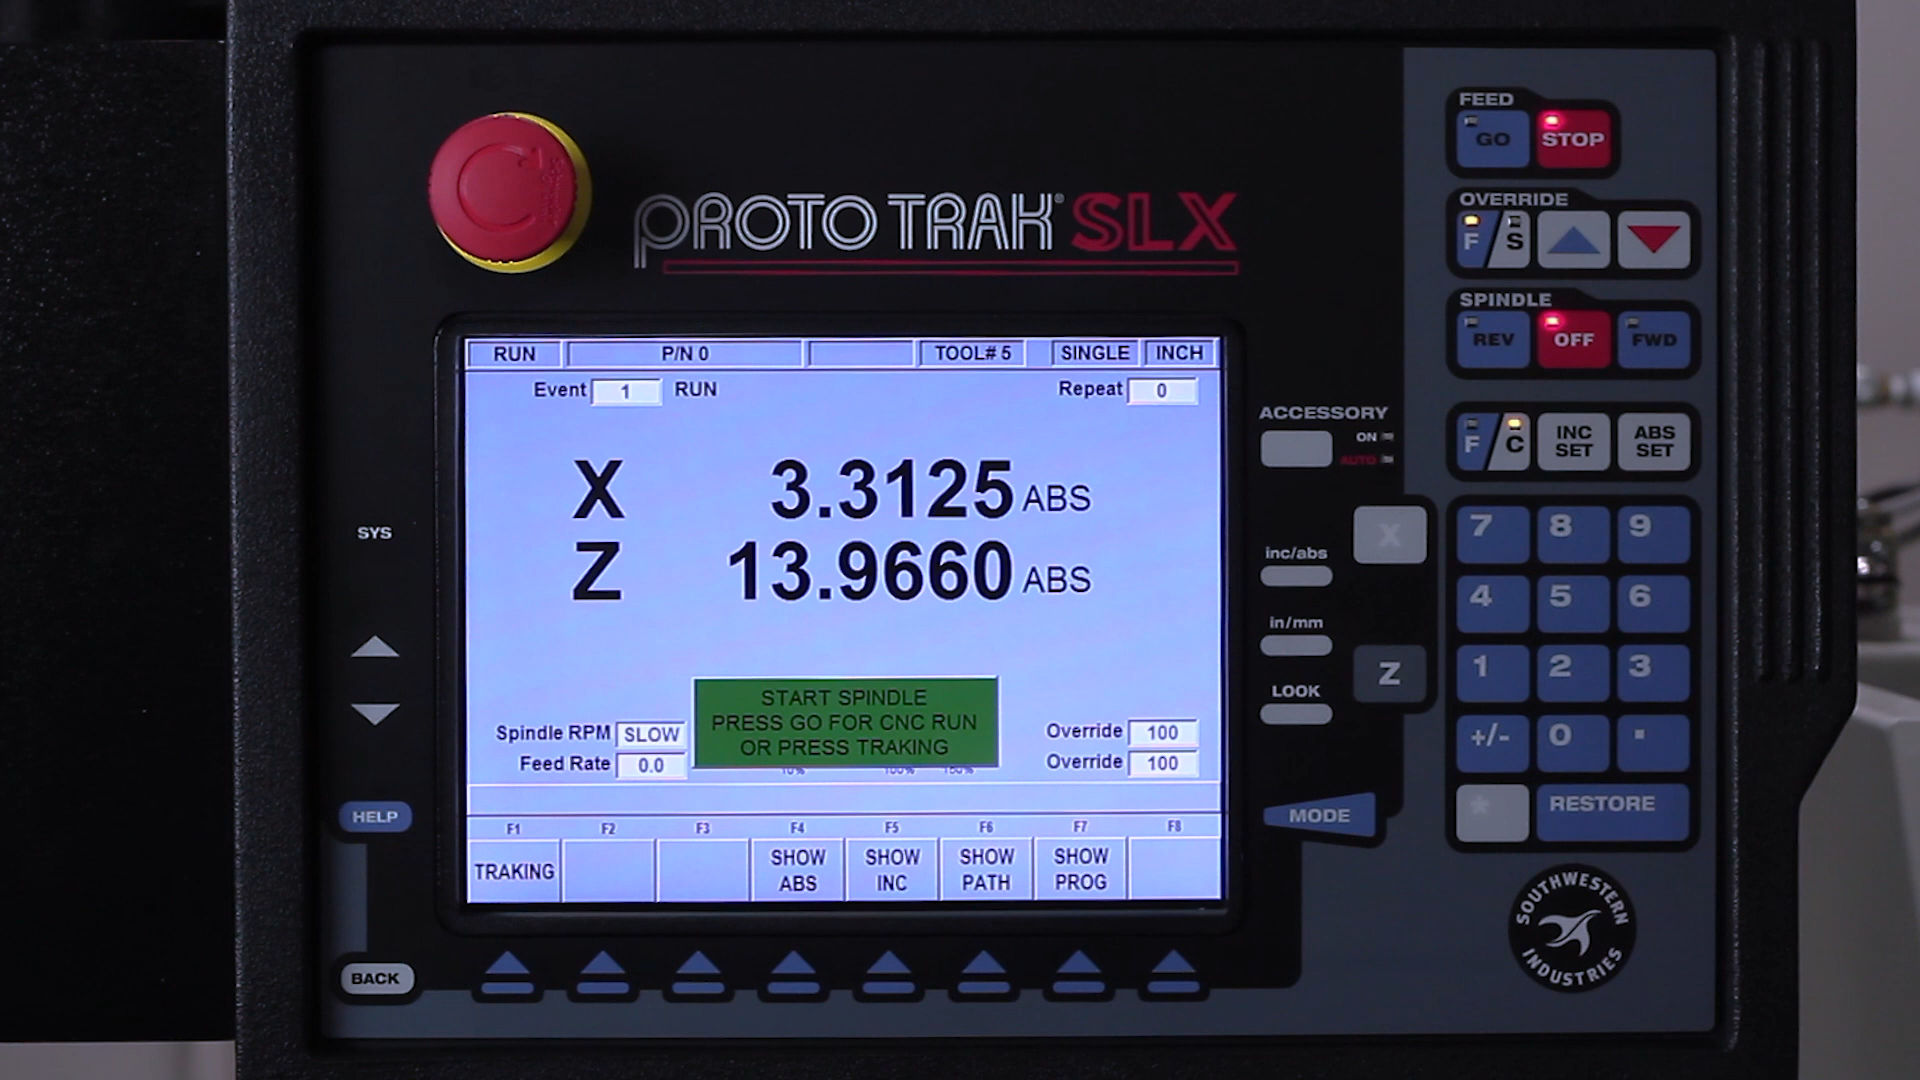 FEED
GO STOP
OVERRIDE
F S
PROTO TRAK® SLX
SPINDLE
REV OFF FWD
RUN P/N 0 TOOL# 5 SINGLE INCH
Event 1 RUN Repeat 0
ACCESSORY
ON
AUTO
F C INC SET ABS SET
X 3.3125 ABS
Z 13.9660 ABS
SYS
X
inc/abs
in/mm
Z
LOOK
7 8 9
4 5 6
1 2 3
+/- 0 .
* RESTORE
START SPINDLE
PRESS GO FOR CNC RUN
OR PRESS TRAKING
Spindle RPM SLOW Override 100
Feed Rate 0.0 Override 100
10% 100% 150%
HELP
MODE
F1 F2 F3 F4 F5 F6 F7 F8
TRAKING SHOW ABS SHOW INC SHOW PATH SHOW PROG
BACK
SOUTHWESTERN
INDUSTRIES